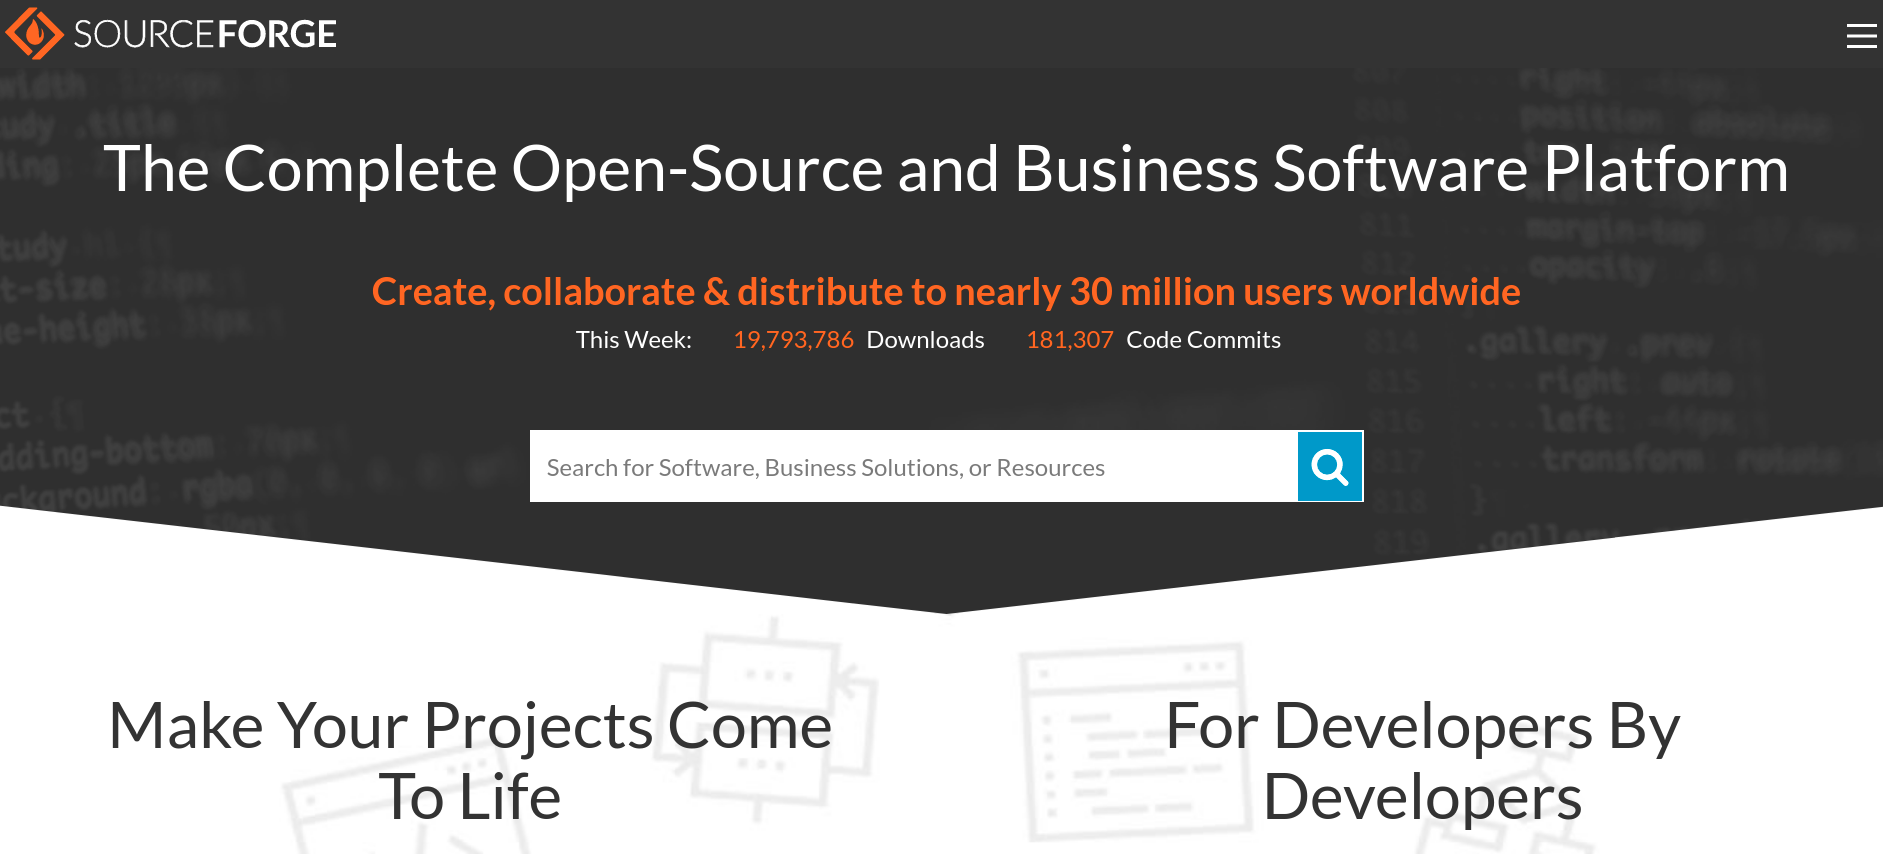 SOURCEFORGE
The Complete Open-Source and Business Software Platform
Create, collaborate & distribute to nearly 30 million users worldwide
This Week: 19,793,786 Downloads 181,307 Code Commits
Search for Software, Business Solutions, or Resources
Make Your Projects Come
To Life
For Developers By
Developers